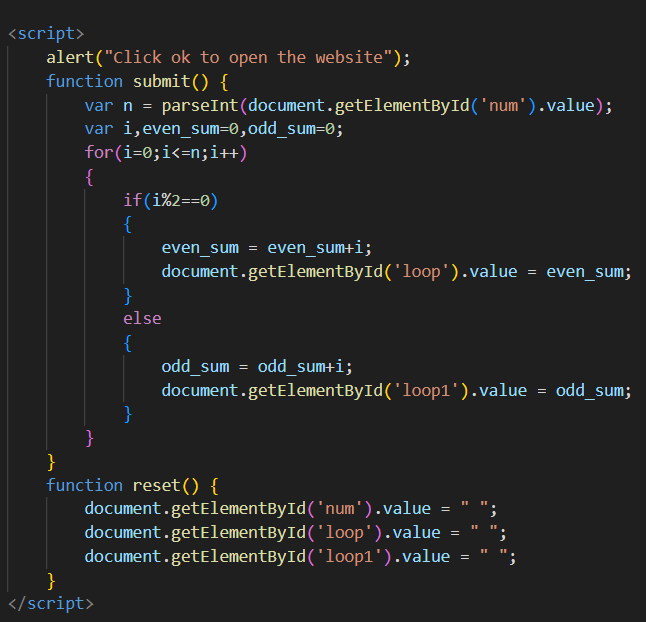 <script>
    alert("Click ok to open the website");
    function submit() {
        var n = parseInt(document.getElementById('num').value);
        var i,even_sum=0,odd_sum=0;
        for(i=0;i<=n;i++)
        {
            if(i%2==0)
            {
                even_sum = even_sum+i;
                document.getElementById('loop').value = even_sum;
            }
            else
            {
                odd_sum = odd_sum+i;
                document.getElementById('loop1').value = odd_sum;
            }
        }
    }
    function reset() {
        document.getElementById('num').value = " ";
        document.getElementById('loop').value = " ";
        document.getElementById('loop1').value = " ";
    }
</script>